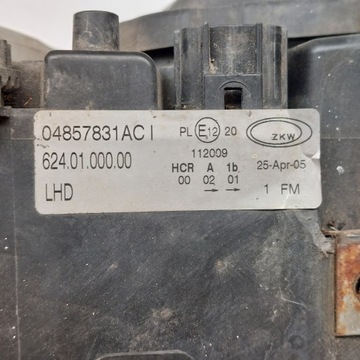 04857831AC I PL E12 20 ZKW
112009
624.01.000.00 HCR A 1b 25-Apr-05
00 02 01
LHD → → 1 FM